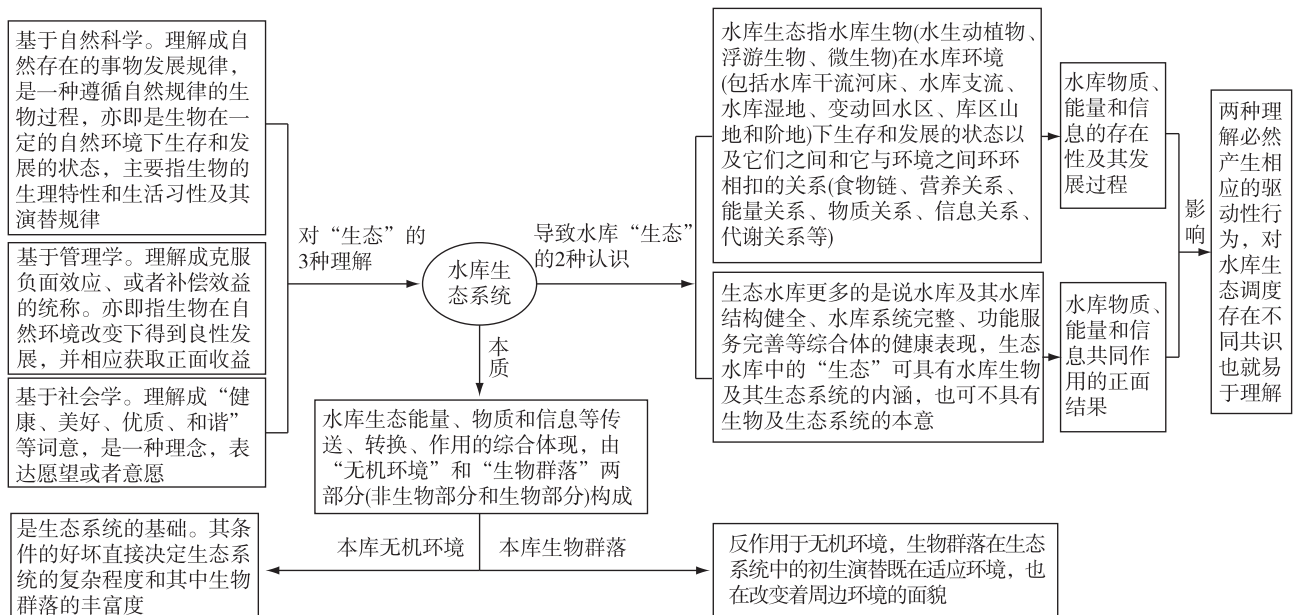 基于自然科学。理解成自
然存在的事物发展规律，
是一种遵循自然规律的生
物过程，亦即是生物在一
定的自然环境下生存和发
展的状态，主要指生物的
生理特性和生活习性及其
演替规律
基于管理学。理解成克服
负面效应、或者补偿效益
的统称。亦即指生物在自
然环境改变下得到良性发
展，并相应获取正面收益
基于社会学。理解成“健
康、美好、优质、和谐”
等词意，是一种理念，表
达愿望或者意愿
对“生态”的
3种理解
水库生
态系统
导致水库“生态”
的2种认识
水库生态指水库生物(水生动植物、
浮游生物、微生物)在水库环境
(包括水库干流河床、水库支流、
水库湿地、变动回水区、库区山
地和阶地)下生存和发展的状态以
及它们之间和它与环境之间环环
相扣的关系(食物链、营养关系、
能量关系、物质关系、信息关系、
代谢关系等)
生态水库更多的是说水库及其水库
结构健全、水库系统完整、功能服
务完善等综合体的健康表现，生态
水库中的“生态”可具有水库生物
及其生态系统的内涵，也可不具有
生物及生态系统的本意
水库物质、
能量和信
息的存在
性及其发
展过程
水库物质、
能量和信
息共同作
用的正面
结果
影
响
两种理
解必然
产生相
应的驱
动性行
为，对
水库生
态调度
存在不
同共识
也就易
于理解
本
质
水库生态能量、物质和信息等传
送、转换、作用的综合体现，由
“无机环境”和“生物群落”两
部分(非生物部分和生物部分)构成
本库无机环境
本库生物群落
是生态系统的基础。其条
件的好坏直接决定生态系
统的复杂程度和其中生物
群落的丰富度
反作用于无机环境，生物群落在生态
系统中的初生演替既在适应环境，也
在改变着周边环境的面貌